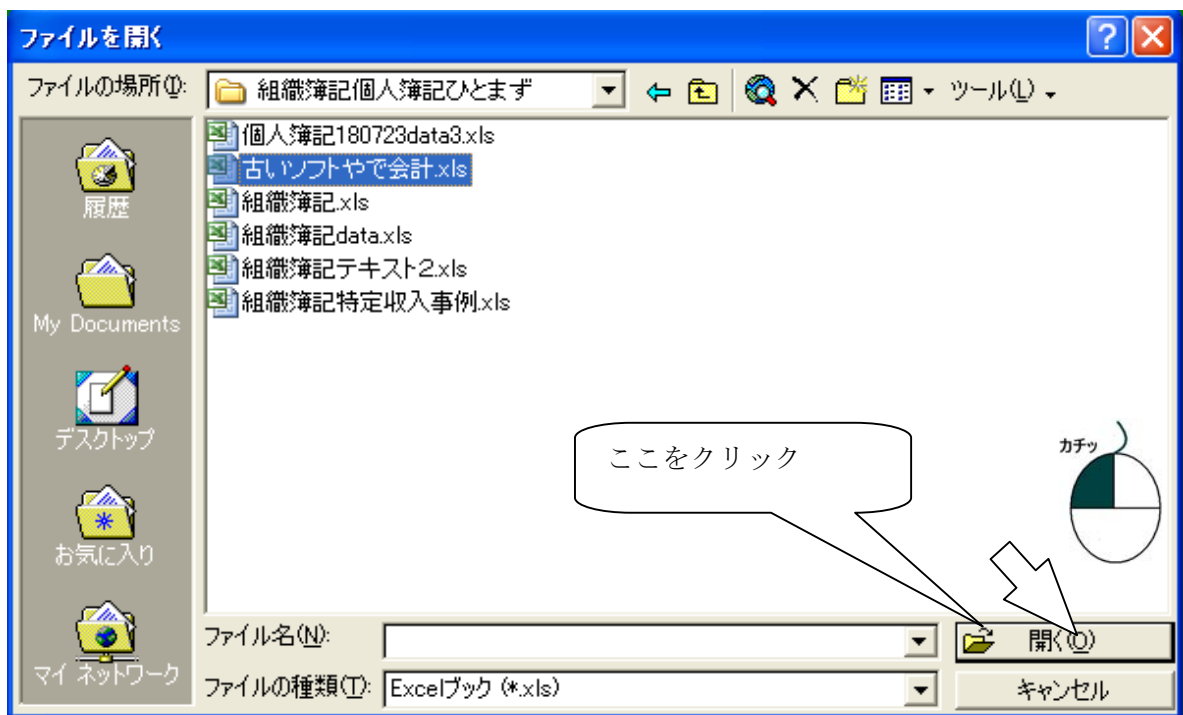 ファイルを開く
ファイルの場所(I):
組織簿記個人簿記ひとまず
ツール(L)
履歴
My Documents
デスクトップ
お気に入り
マイ ネットワーク
個人簿記180723data3.xls
古いソフトやで会計.xls
組織簿記.xls
組織簿記data.xls
組織簿記テキスト2.xls
組織簿記特定収入事例.xls
ここをクリック
カチッ
ファイル名(N):
開く(O)
ファイルの種類(T):
Excelブック (*.xls)
キャンセル